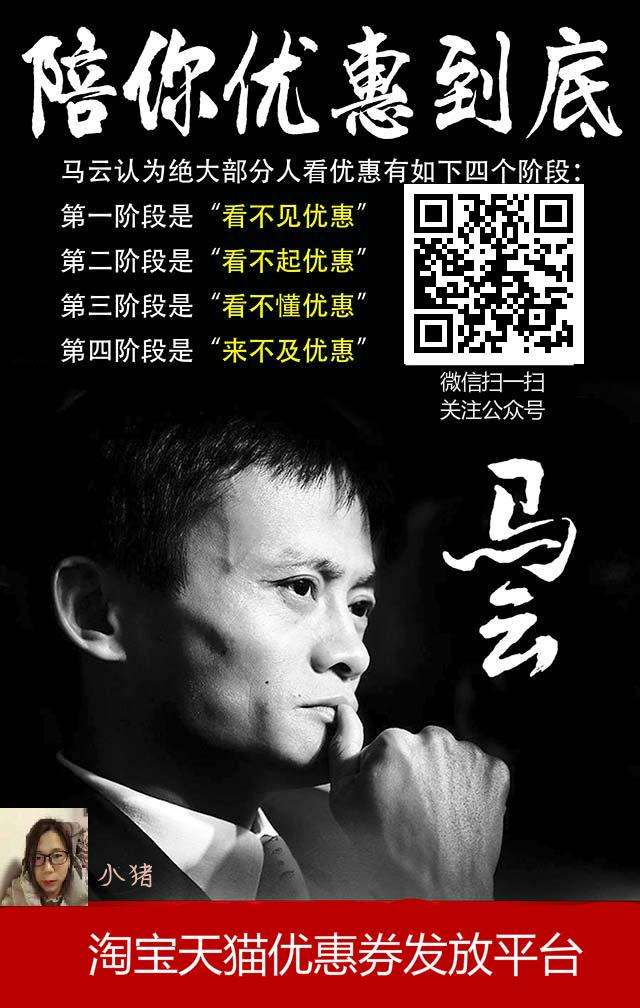 陪你优惠到底
马云认为绝大部分人看优惠有如下四个阶段：
第一阶段是“看不见优惠”
第二阶段是“看不起优惠”
第三阶段是“看不懂优惠”
第四阶段是“来不及优惠”
微信扫一扫
关注公众号
马云
小猪
淘宝天猫优惠券发放平台